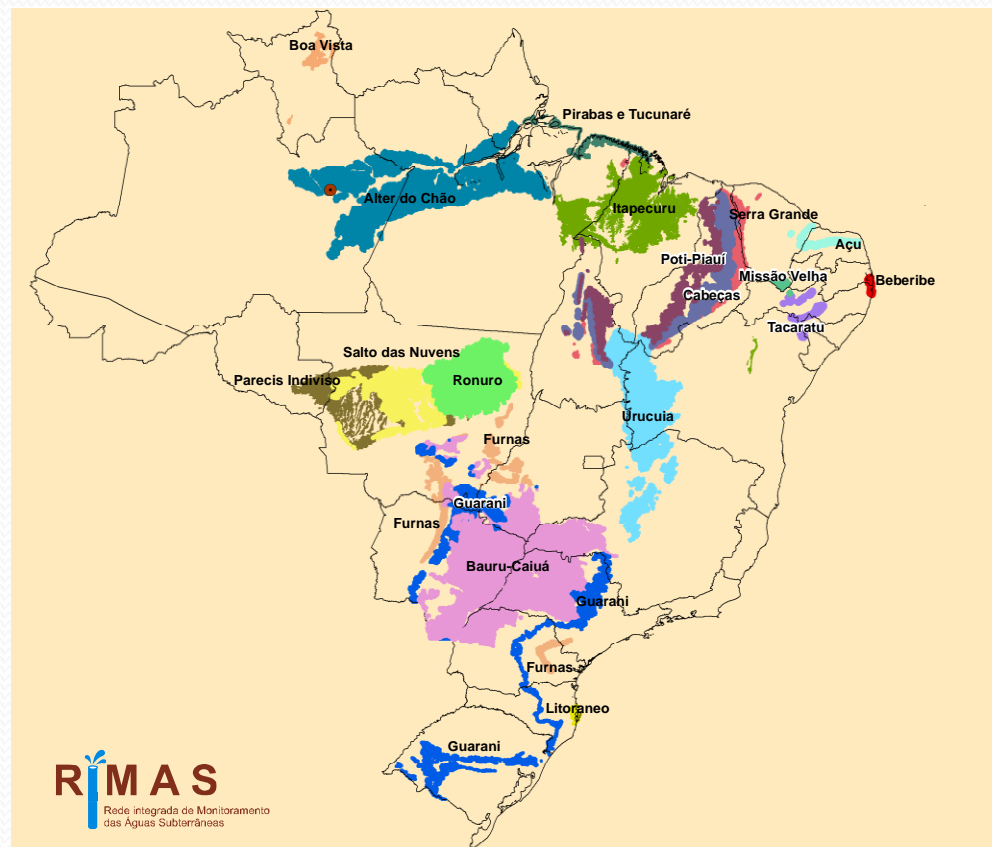 Boa Vista
Pirabas e Tucunaré
Alter do Chão
Itapecuru
Serra Grande
Açu
Poti-Piauí
Missão Velha
Beberibe
Cabeças
Tacaratu
Salto das Nuvens
Parecis Indiviso
Ronuro
Urucuia
Furnas
Guarani
Furnas
Bauru-Caiuá
Guarani
Furnas
Litoraneo
Guarani
RIMAS
Rede integrada de Monitoramento
das Águas Subterrâneas